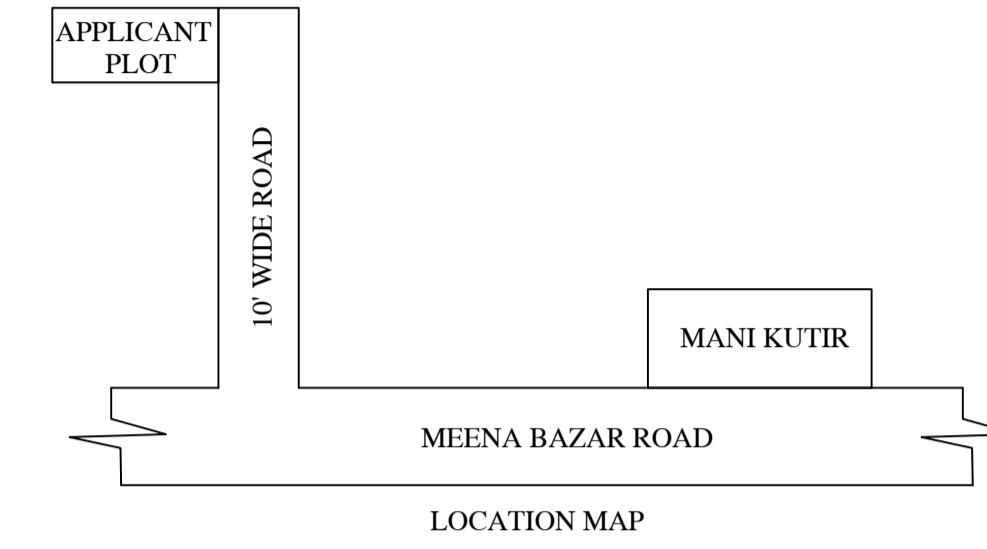 APPLICANT
PLOT
10' WIDE ROAD
MANI KUTIR
MEENA BAZAR ROAD
LOCATION MAP